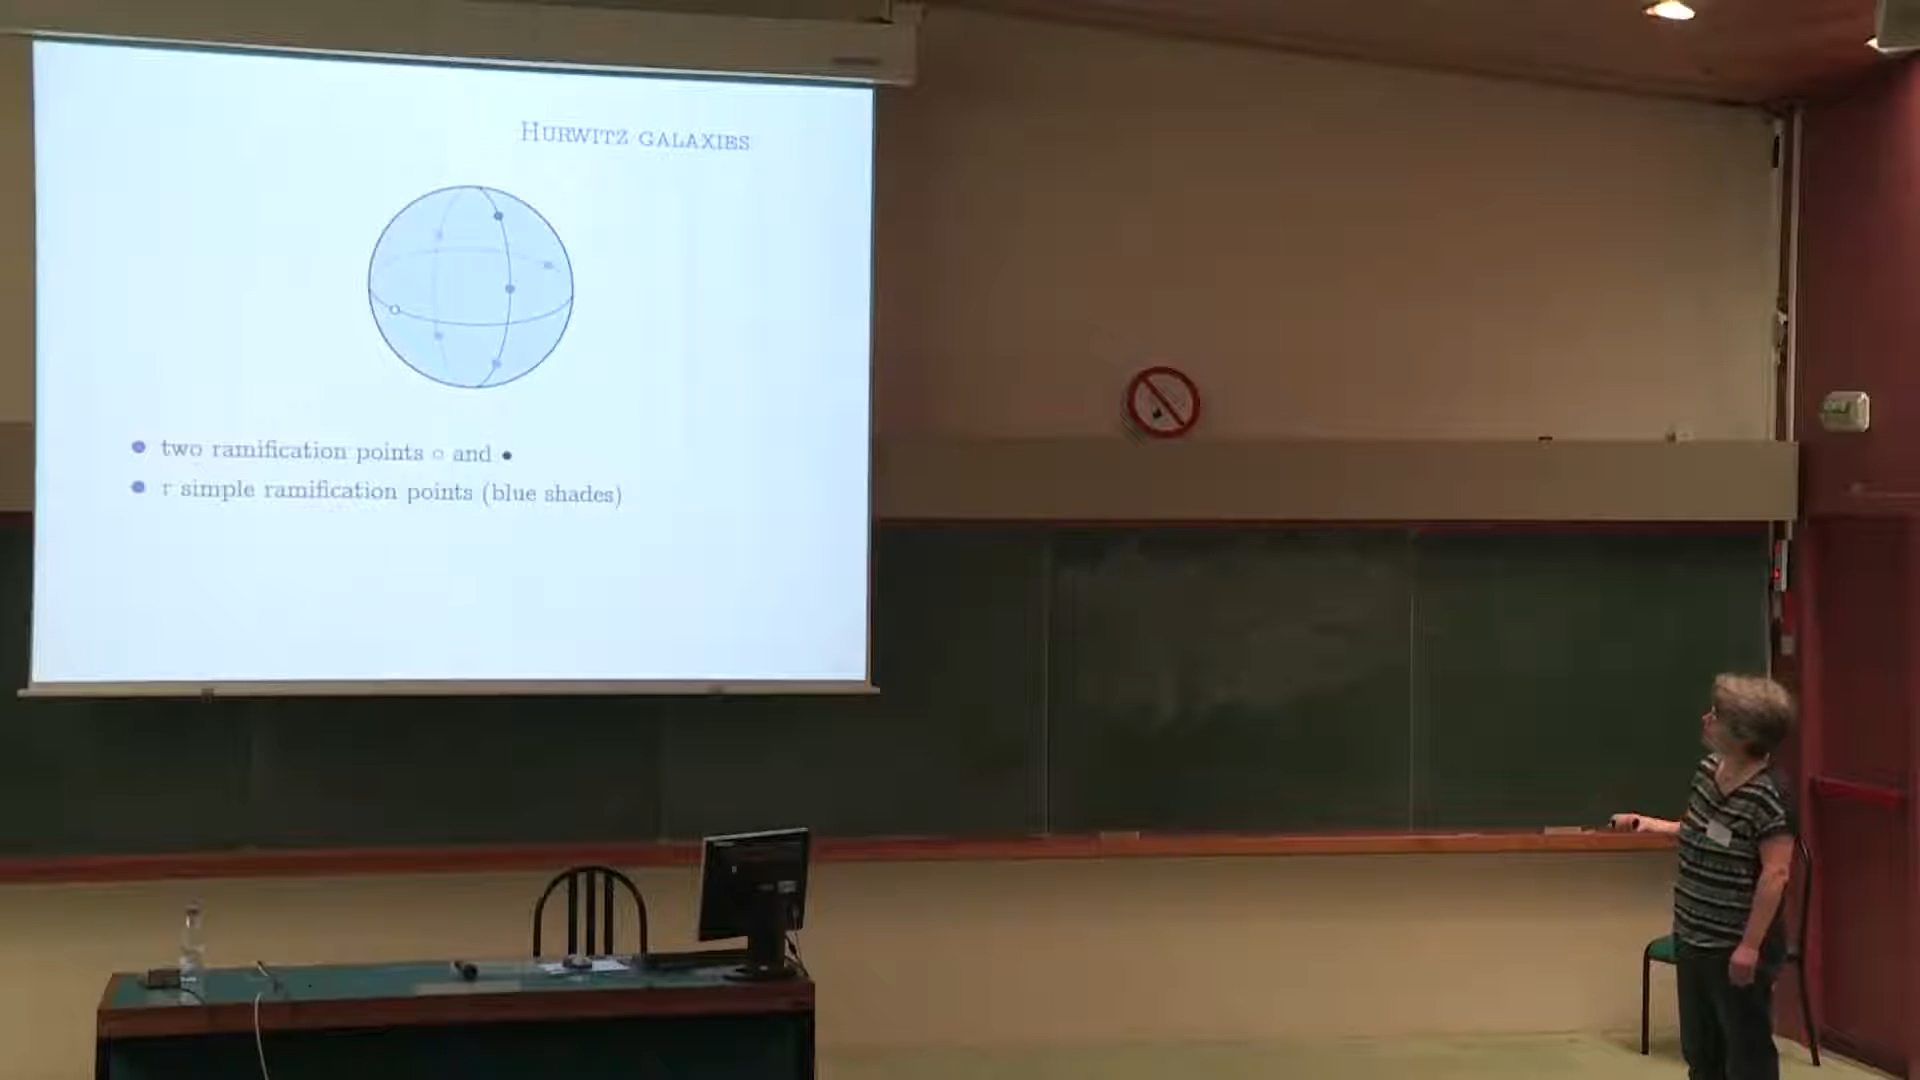 HURWITZ GALAXIES
two ramification points ○ and ●
r simple ramification points (blue shades)